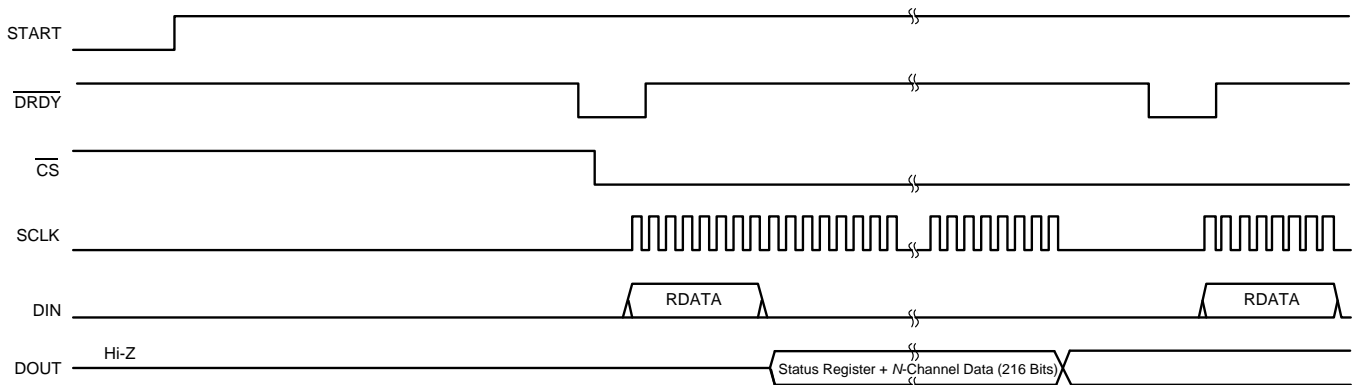 START
DRDY
CS
SCLK
DIN
RDATA RDATA
Hi-Z
DOUT
Status Register + N-Channel Data (216 Bits)